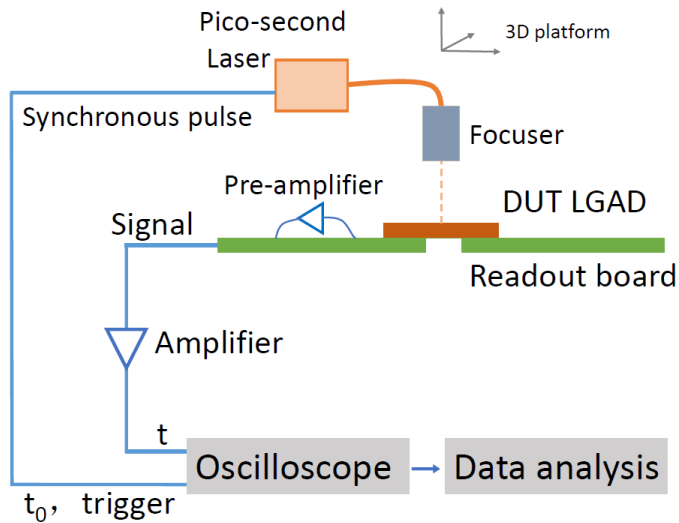 Pico-second
Laser
3D platform
Synchronous pulse
Focuser
Pre-amplifier
DUT LGAD
Signal
Readout board
Amplifier
t
Oscilloscope
Data analysis
t₀， trigger